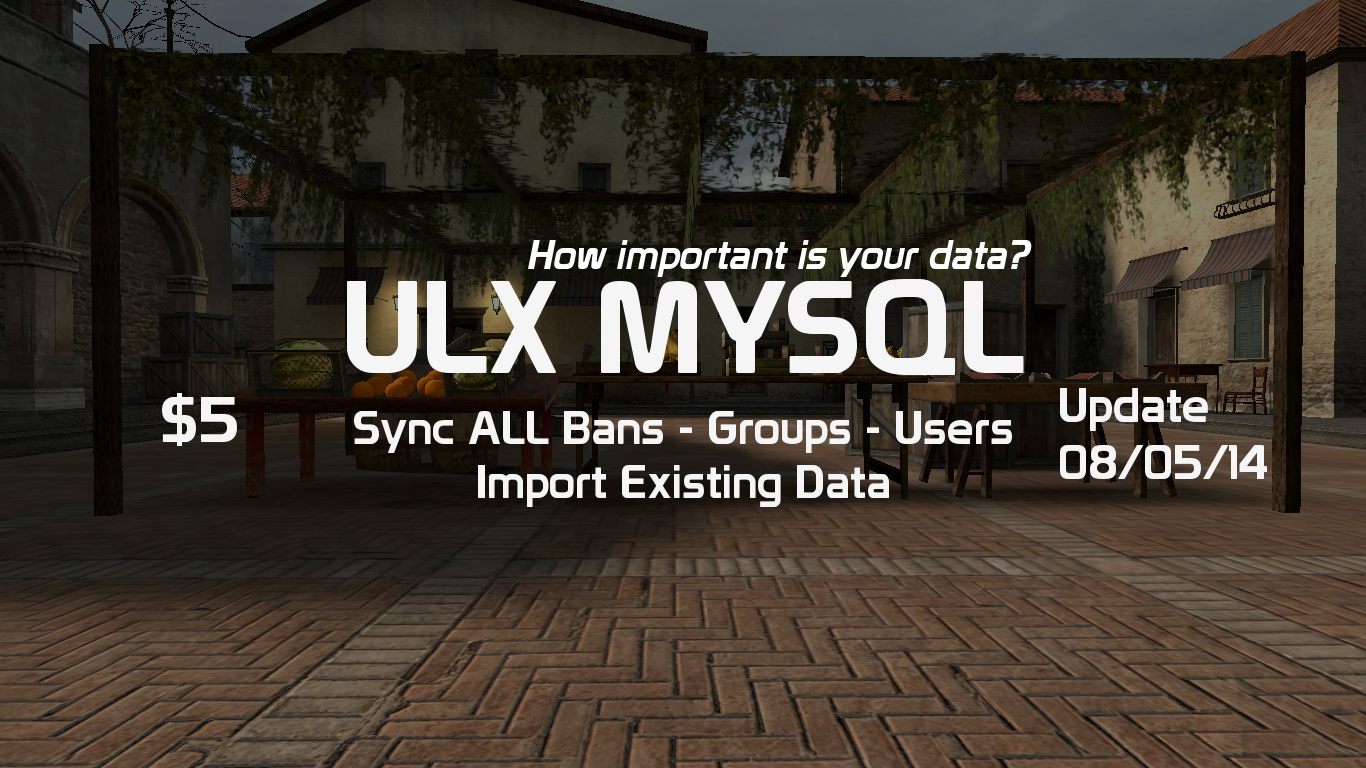 How important is your data?
ULX MYSQL
$5
Sync ALL Bans - Groups - Users
Import Existing Data
Update
08/05/14